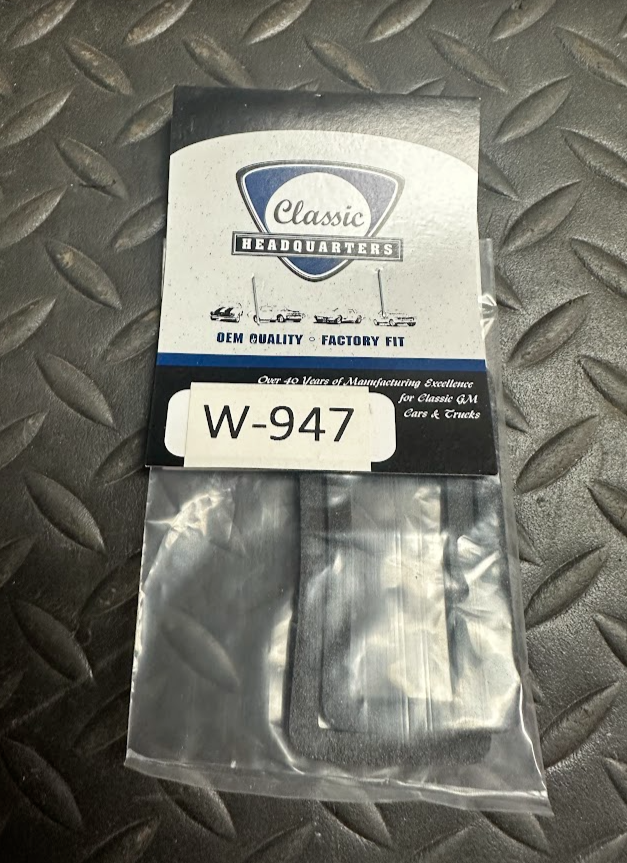 Classic
HEADQUARTERS
OEM QUALITY ◦ FACTORY FIT
Over 40 Years of Manufacturing Excellence
for Classic GM
Cars & Trucks
W-947